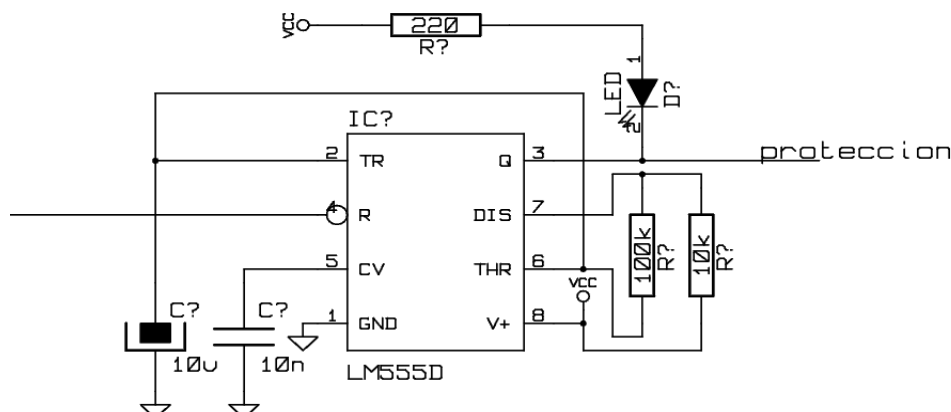 VCC
220
R?
1
LED
D?
IC?
2
TR
Q
3
proteccion
4
R
DIS
7
100k
R?
10k
R?
5
CV
THR
6
VCC
C?
C?
1
GND
V+
8
10u
10n
LM555D